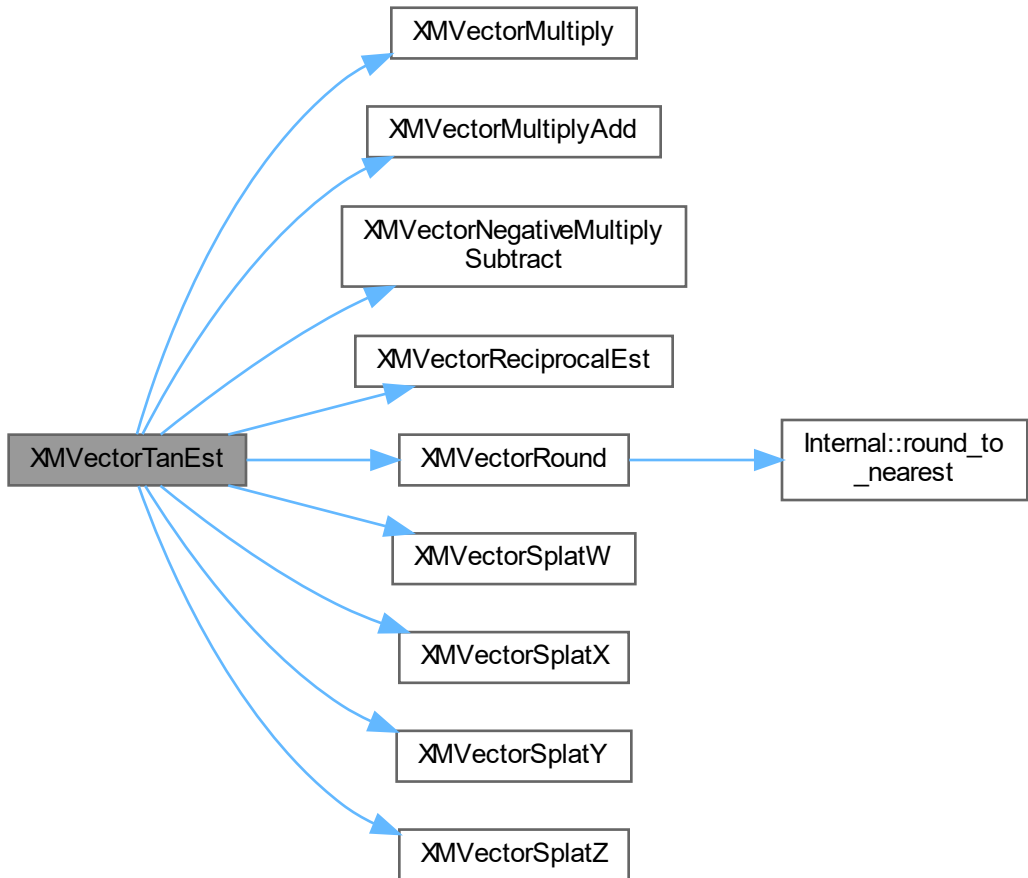 XMVectorMultiply
XMVectorMultiplyAdd
XMVectorNegativeMultiply
Subtract
XMVectorReciprocalEst
XMVectorTanEst
XMVectorRound
Internal::round_to
_nearest
XMVectorSplatW
XMVectorSplatX
XMVectorSplatY
XMVectorSplatZ